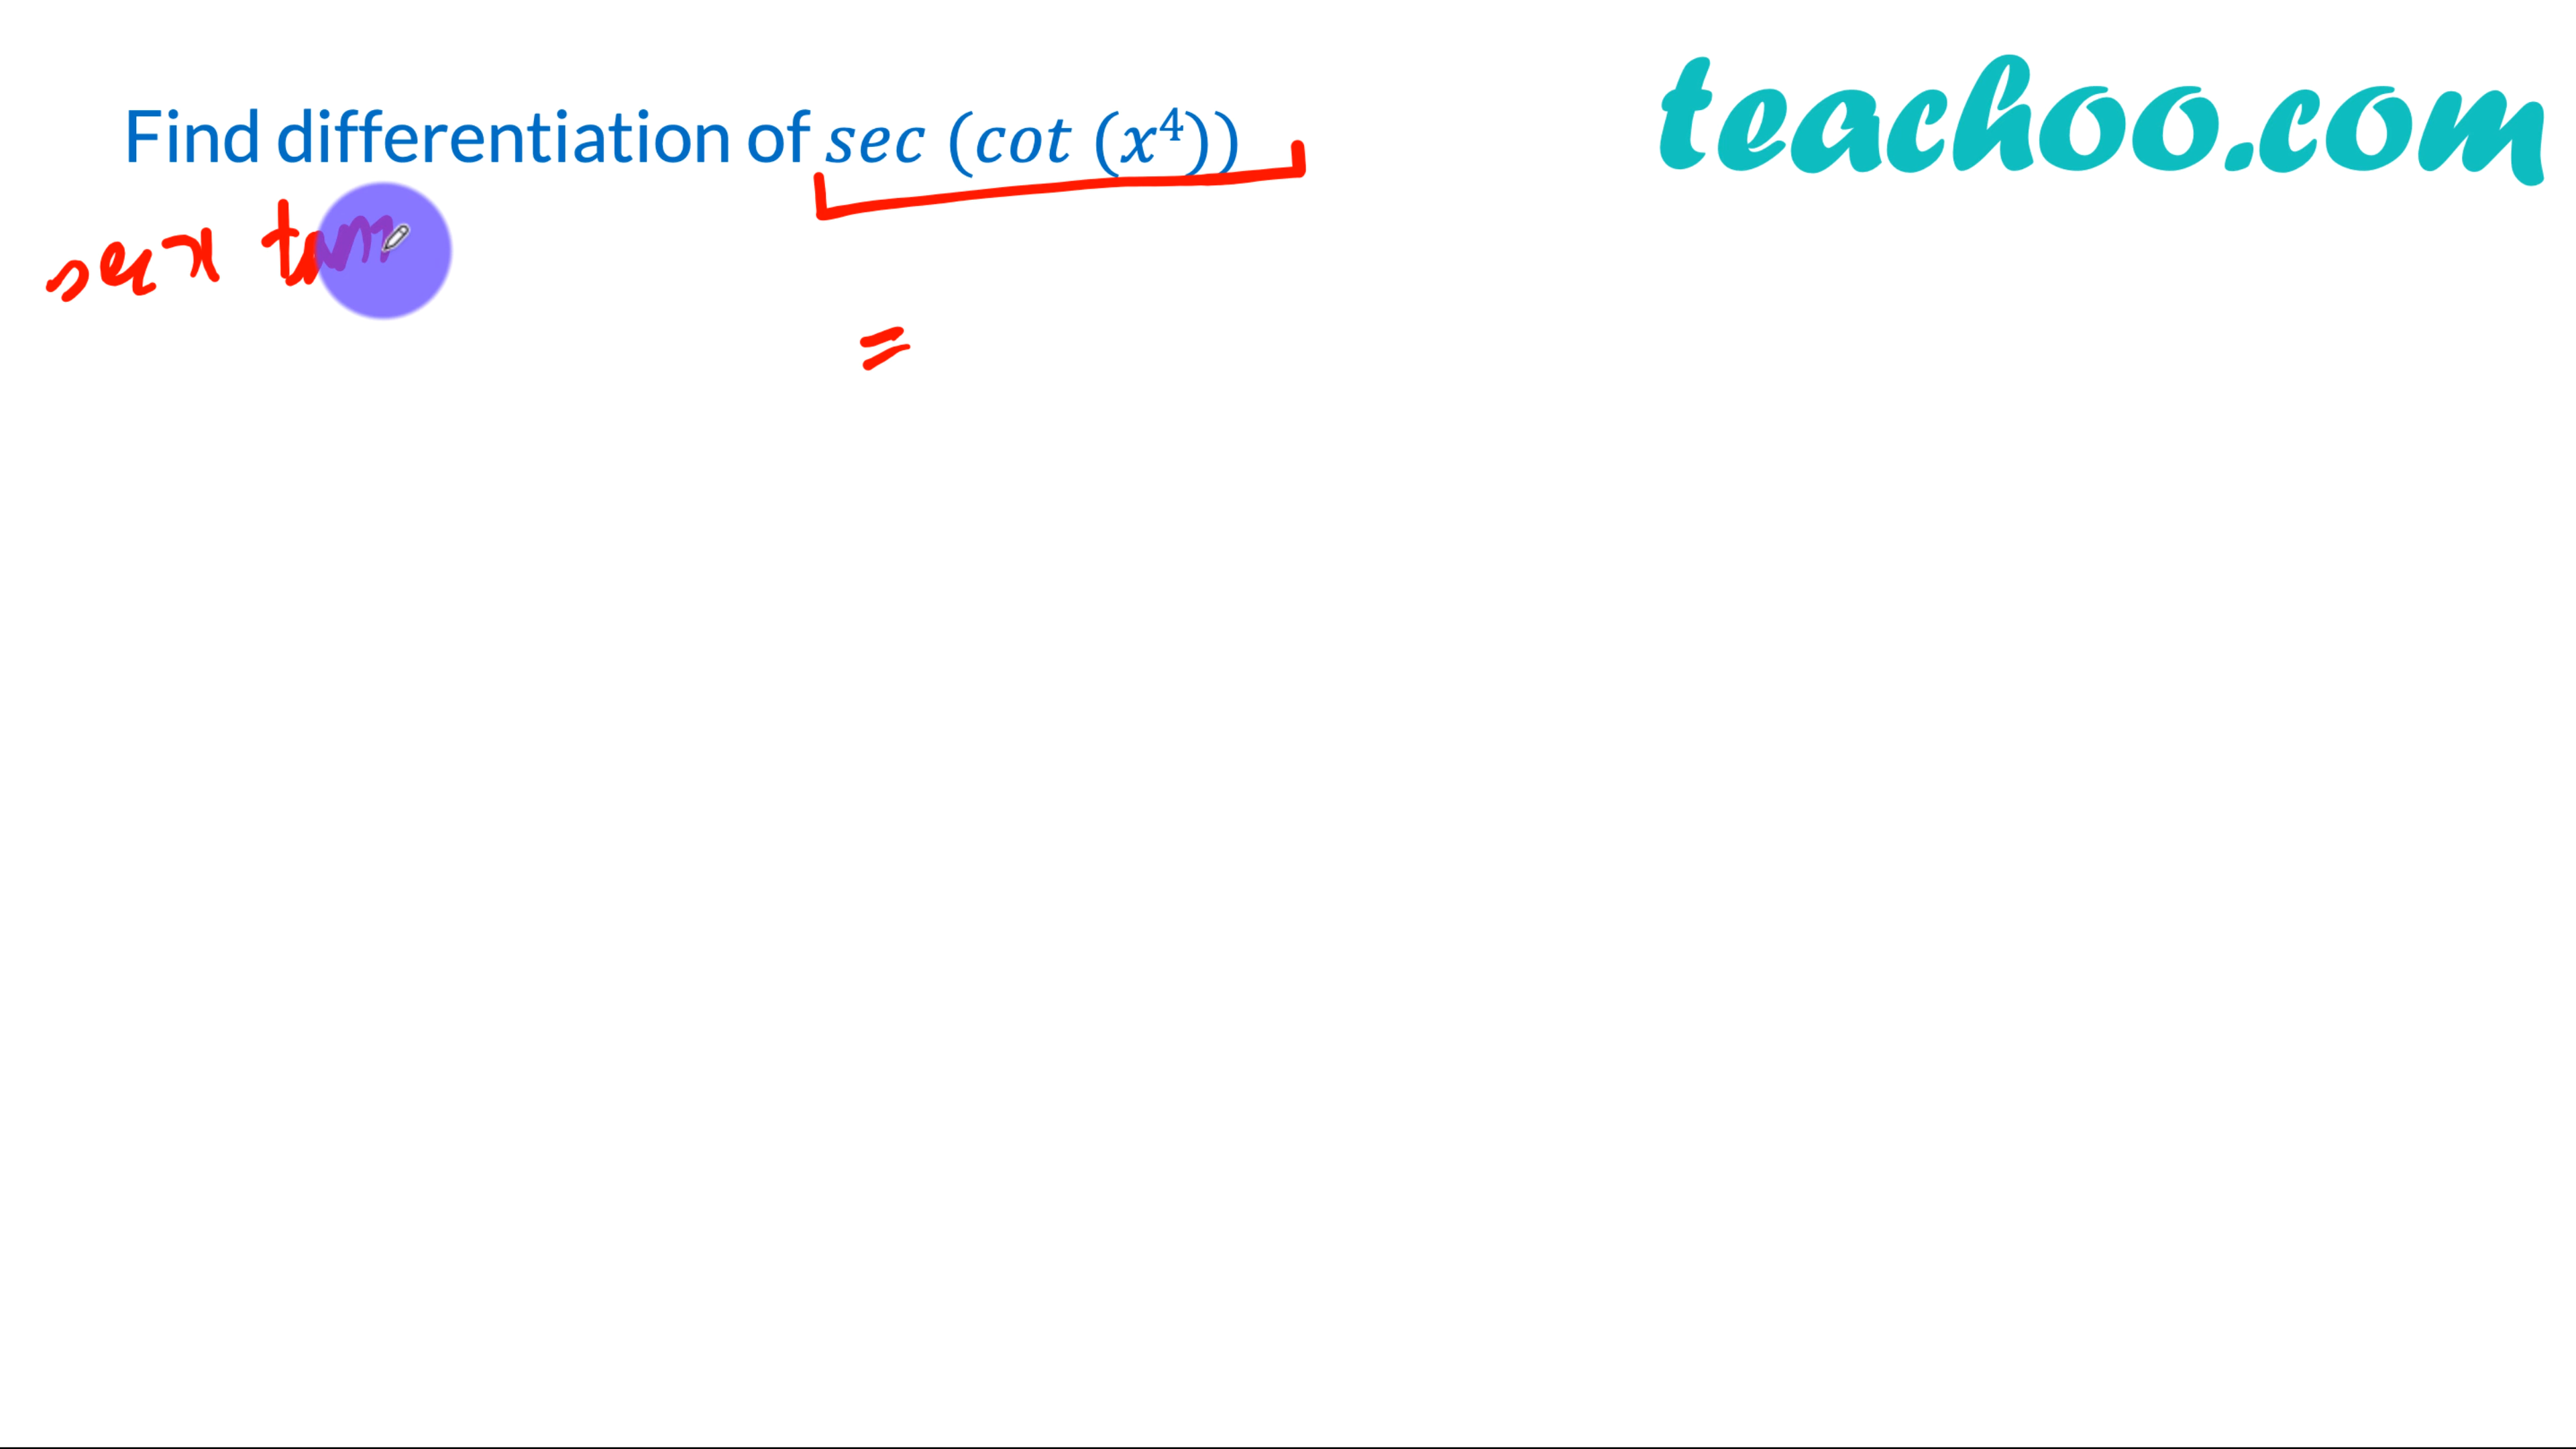 Find differentiation of sec (cot (x⁴))
teachoo.com
sec x tan x
=